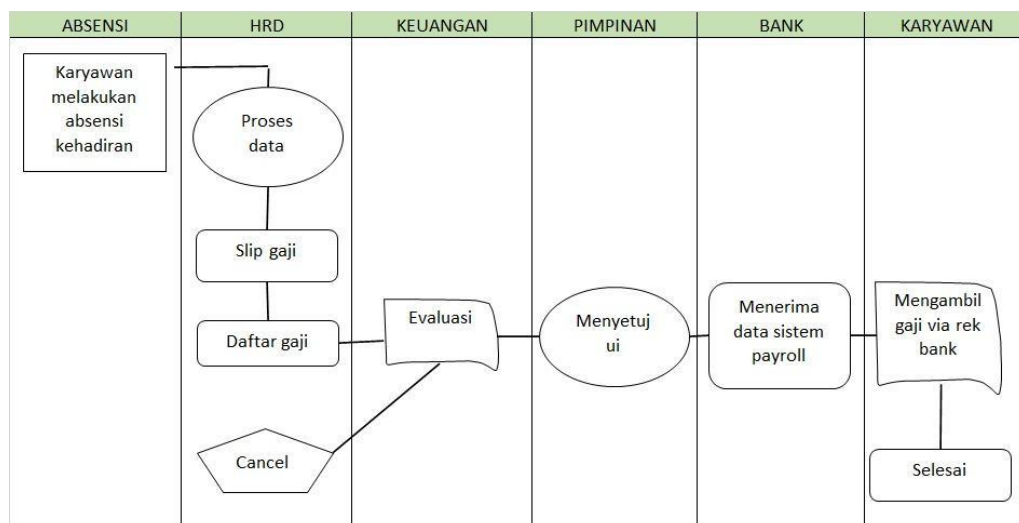 ABSENSI
HRD
KEUANGAN
PIMPINAN
BANK
KARYAWAN
Karyawan
melakukan
absensi
kehadiran
Proses
data
Slip gaji
Daftar gaji
Cancel
Evaluasi
Menyetuj
ui
Menerima
data sistem
payroll
Mengambil
gaji via rek
bank
Selesai